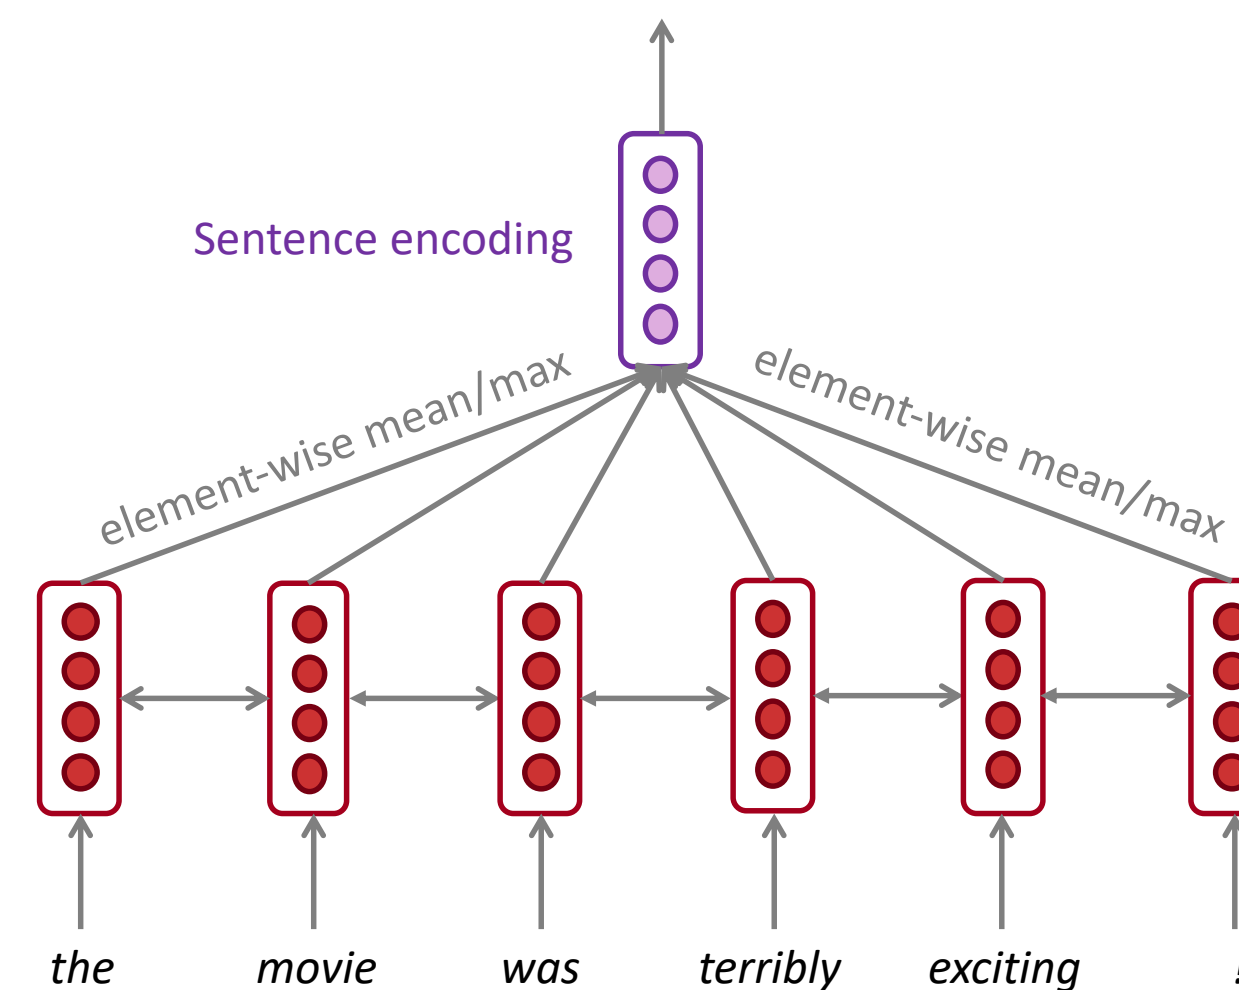 Sentence encoding
element-wise mean/max
element-wise mean/max
the movie was terribly exciting